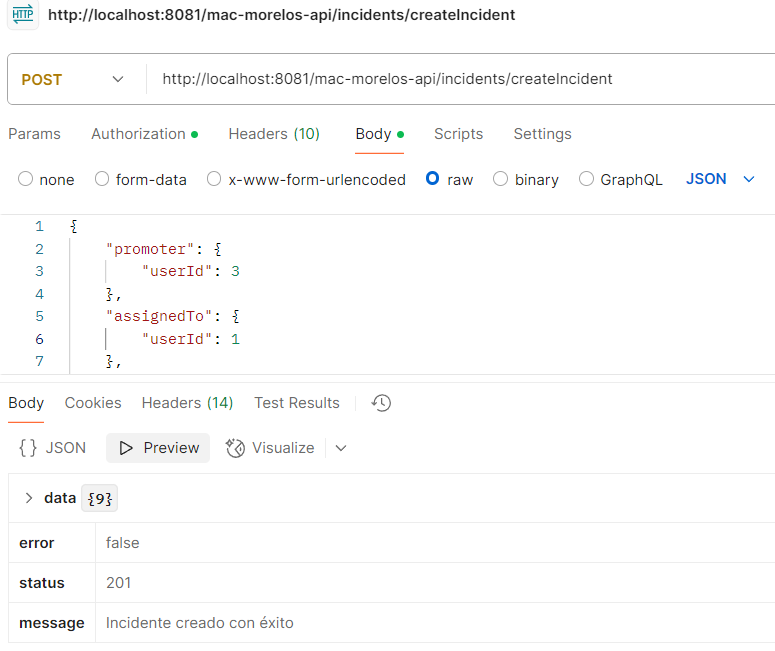 HTTP http://localhost:8081/mac-morelos-api/incidents/createIncident
POST http://localhost:8081/mac-morelos-api/incidents/createIncident
Params Authorization Headers (10) Body Scripts Settings
none form-data x-www-form-urlencoded raw binary GraphQL JSON
1 {
2 "promoter": {
3 "userId": 3
4 },
5 "assignedTo": {
6 "userId": 1
7 },
Body Cookies Headers (14) Test Results
{} JSON Preview Visualize
data {9}
error false
status 201
message Incidente creado con éxito